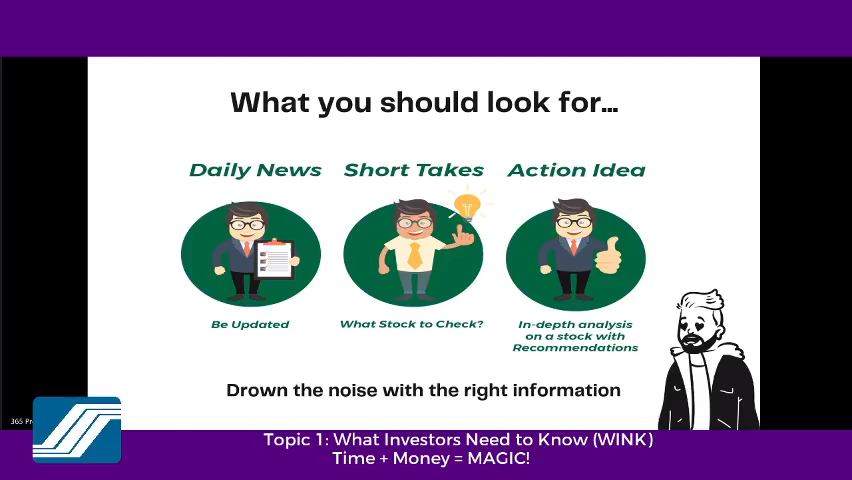 What you should look for...
Daily News
Short Takes
Action Idea
Be Updated
What Stock to Check?
In-depth analysis
on a stock with
Recommendations
Drown the noise with the right information
365 Pr
Topic 1: What Investors Need to Know (WINK)
Time + Money = MAGIC!